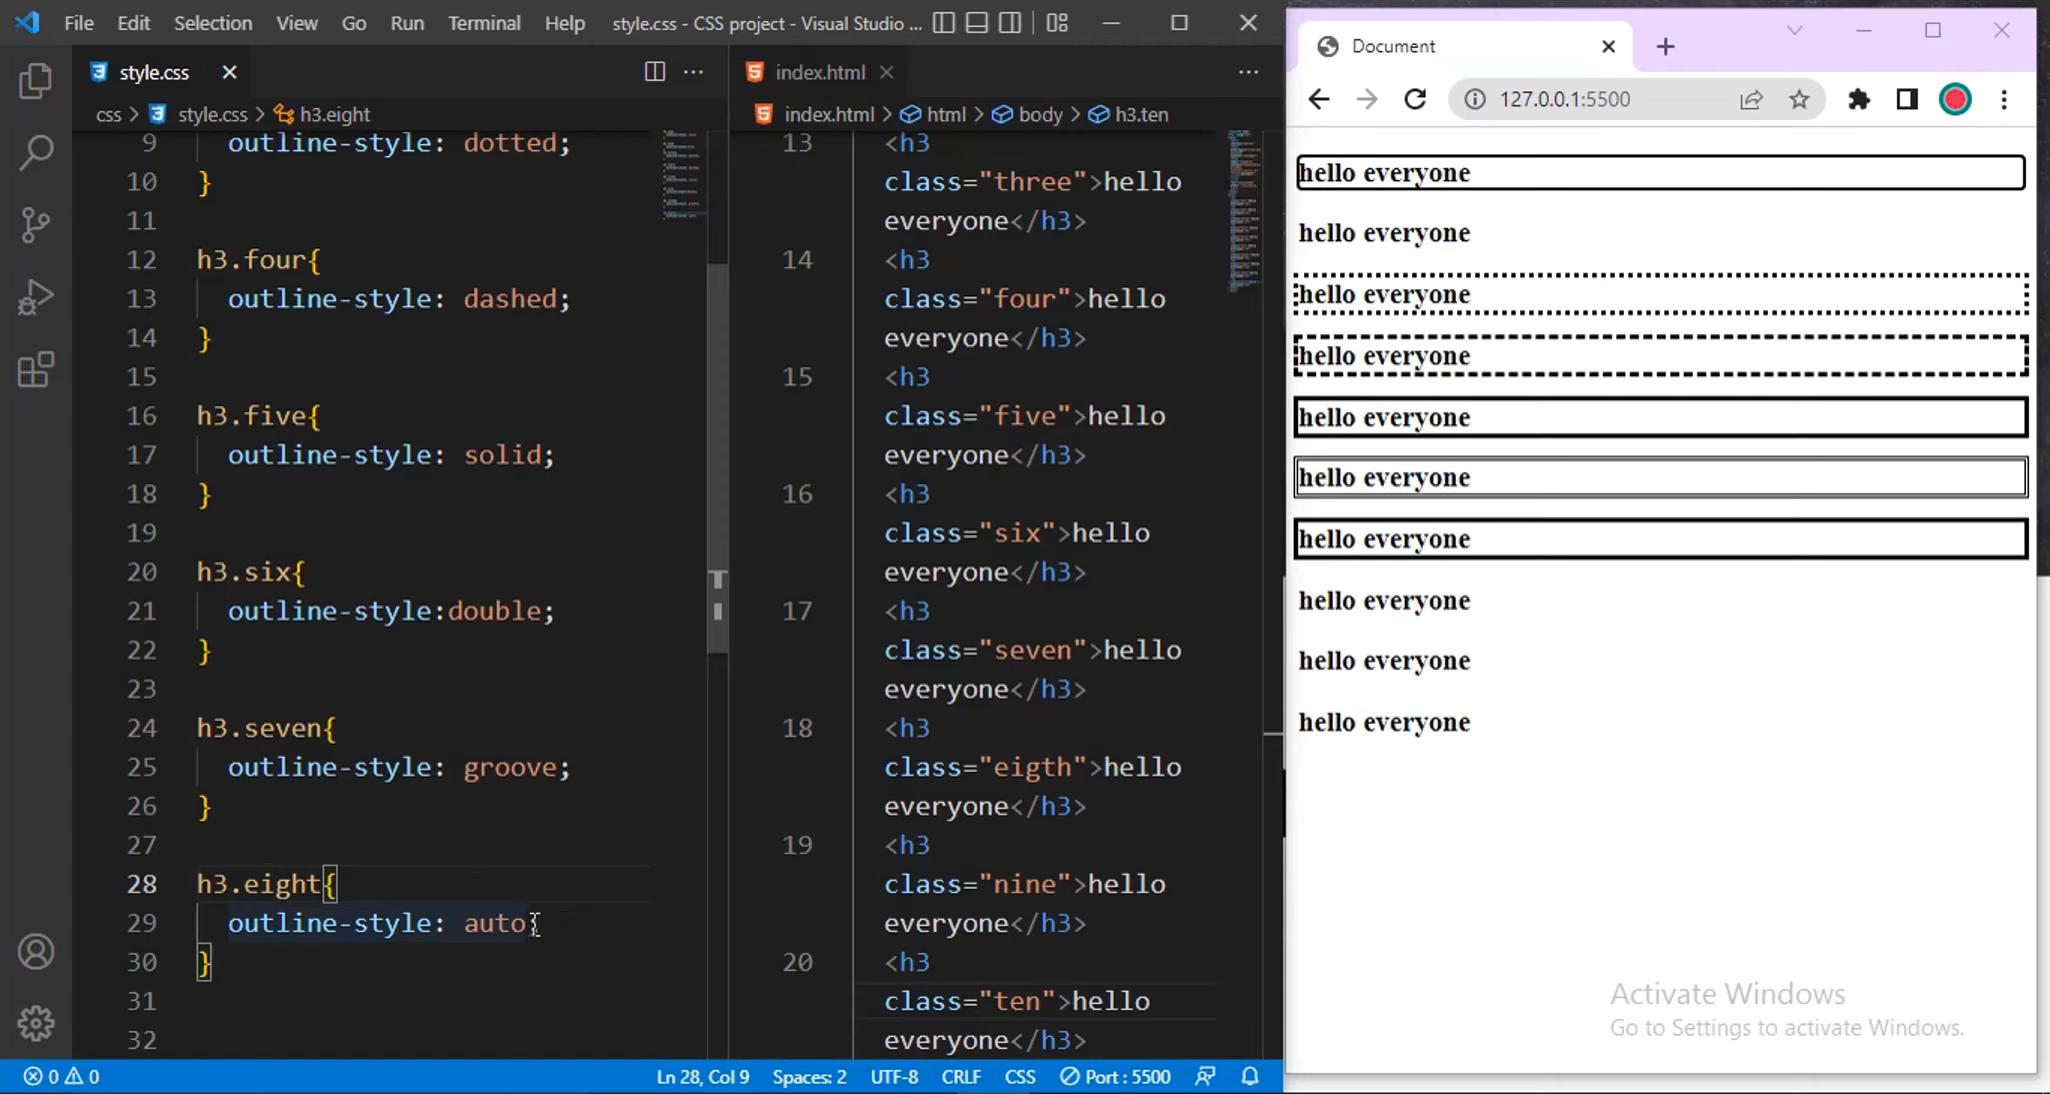 File Edit Selection View Go Run Terminal Help style.css - CSS project - Visual Studio ...
style.css
css > style.css > h3.eight
9 outline-style: dotted;
10 }
11
12 h3.four{
13 outline-style: dashed;
14 }
15
16 h3.five{
17 outline-style: solid;
18 }
19
20 h3.six{
21 outline-style:double;
22 }
23
24 h3.seven{
25 outline-style: groove;
26 }
27
28 h3.eight{
29 outline-style: auto
30 }
31
32
index.html
index.html > html > body > h3.ten
13 <h3
class="three">hello
everyone</h3>
14 <h3
class="four">hello
everyone</h3>
15 <h3
class="five">hello
everyone</h3>
16 <h3
class="six">hello
everyone</h3>
17 <h3
class="seven">hello
everyone</h3>
18 <h3
class="eigth">hello
everyone</h3>
19 <h3
class="nine">hello
everyone</h3>
20 <h3
class="ten">hello
everyone</h3>
0 0
Ln 28, Col 9 Spaces: 2 UTF-8 CRLF CSS Port : 5500
Document
127.0.0.1:5500
hello everyone
hello everyone
hello everyone
hello everyone
hello everyone
hello everyone
hello everyone
hello everyone
hello everyone
hello everyone
Activate Windows
Go to Settings to activate Windows.